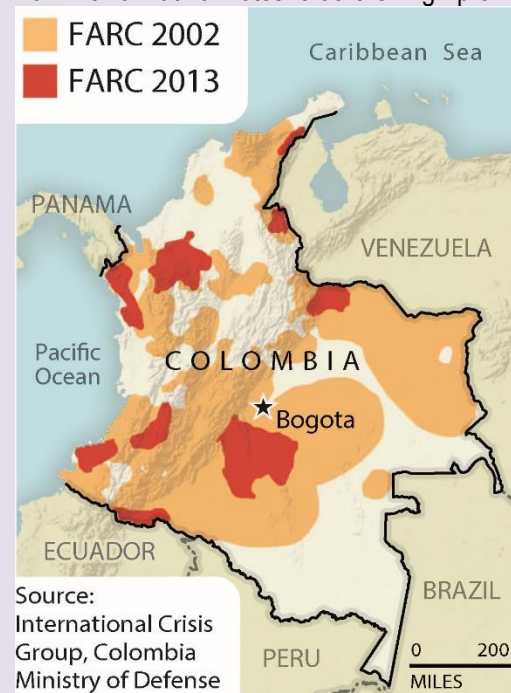 FARC 2002
FARC 2013
Caribbean Sea
PANAMA
VENEZUELA
Pacific
Ocean
COLOMBIA
Bogota
ECUADOR
BRAZIL
PERU
Source:
International Crisis
Group, Colombia
Ministry of Defense
0 200
MILES